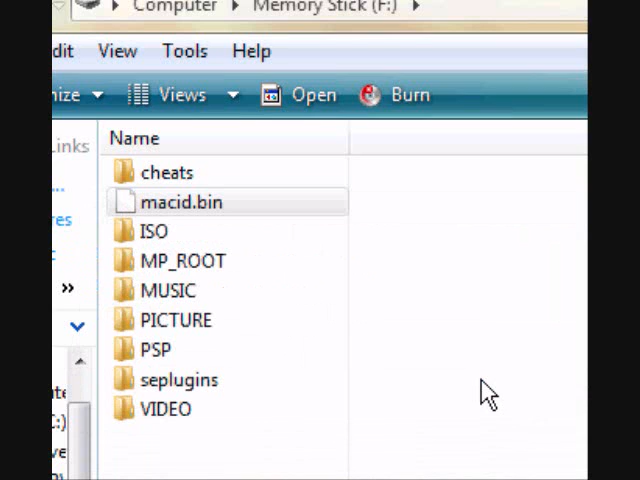 Computer Memory Stick (F:)
dit View Tools Help
nize Views Open Burn
Links Name
... cheats
macid.bin
res ISO
MP_ROOT
» MUSIC
PICTURE
PSP
seplugins
VIDEO
:)